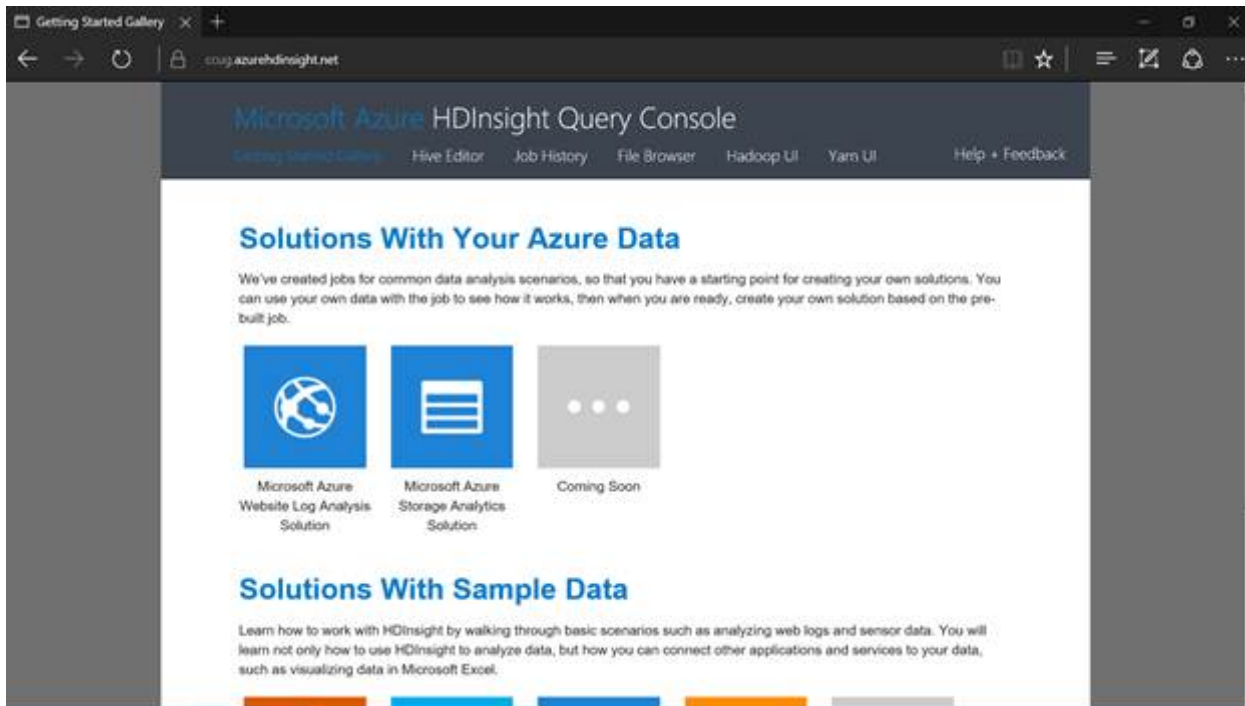 Getting Started Gallery
ccug.azurehdinsight.net
Microsoft Azure HDInsight Query Console
Getting Started Gallery Hive Editor Job History File Browser Hadoop UI Yarn UI Help + Feedback
Solutions With Your Azure Data
We've created jobs for common data analysis scenarios, so that you have a starting point for creating your own solutions. You
can use your own data with the job to see how it works, then when you are ready, create your own solution based on the pre-
built job.
Microsoft Azure
Website Log Analysis
Solution
Microsoft Azure
Storage Analytics
Solution
Coming Soon
Solutions With Sample Data
Learn how to work with HDInsight by walking through basic scenarios such as analyzing web logs and sensor data. You will
learn not only how to use HDInsight to analyze data, but how you can connect other applications and services to your data,
such as visualizing data in Microsoft Excel.